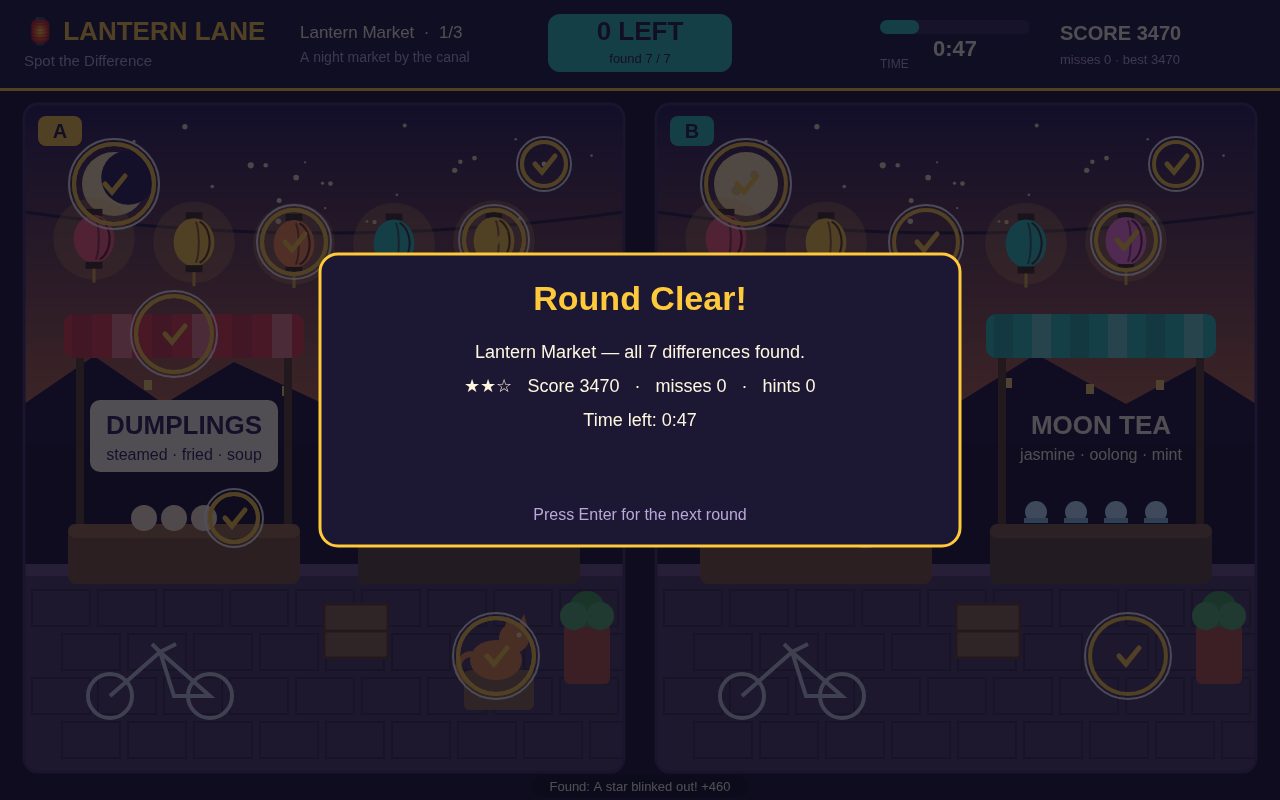 LANTERN LANE
Spot the Difference
Lantern Market · 1/3
A night market by the canal
0 LEFT
found 7 / 7
0:47
TIME
SCORE 3470
misses 0 · best 3470
A
B
Round Clear!
Lantern Market — all 7 differences found.
★★☆ Score 3470 · misses 0 · hints 0
Time left: 0:47
Press Enter for the next round
DUMPLINGS
steamed · fried · soup
MOON TEA
jasmine · oolong · mint
Found: A star blinked out! +460